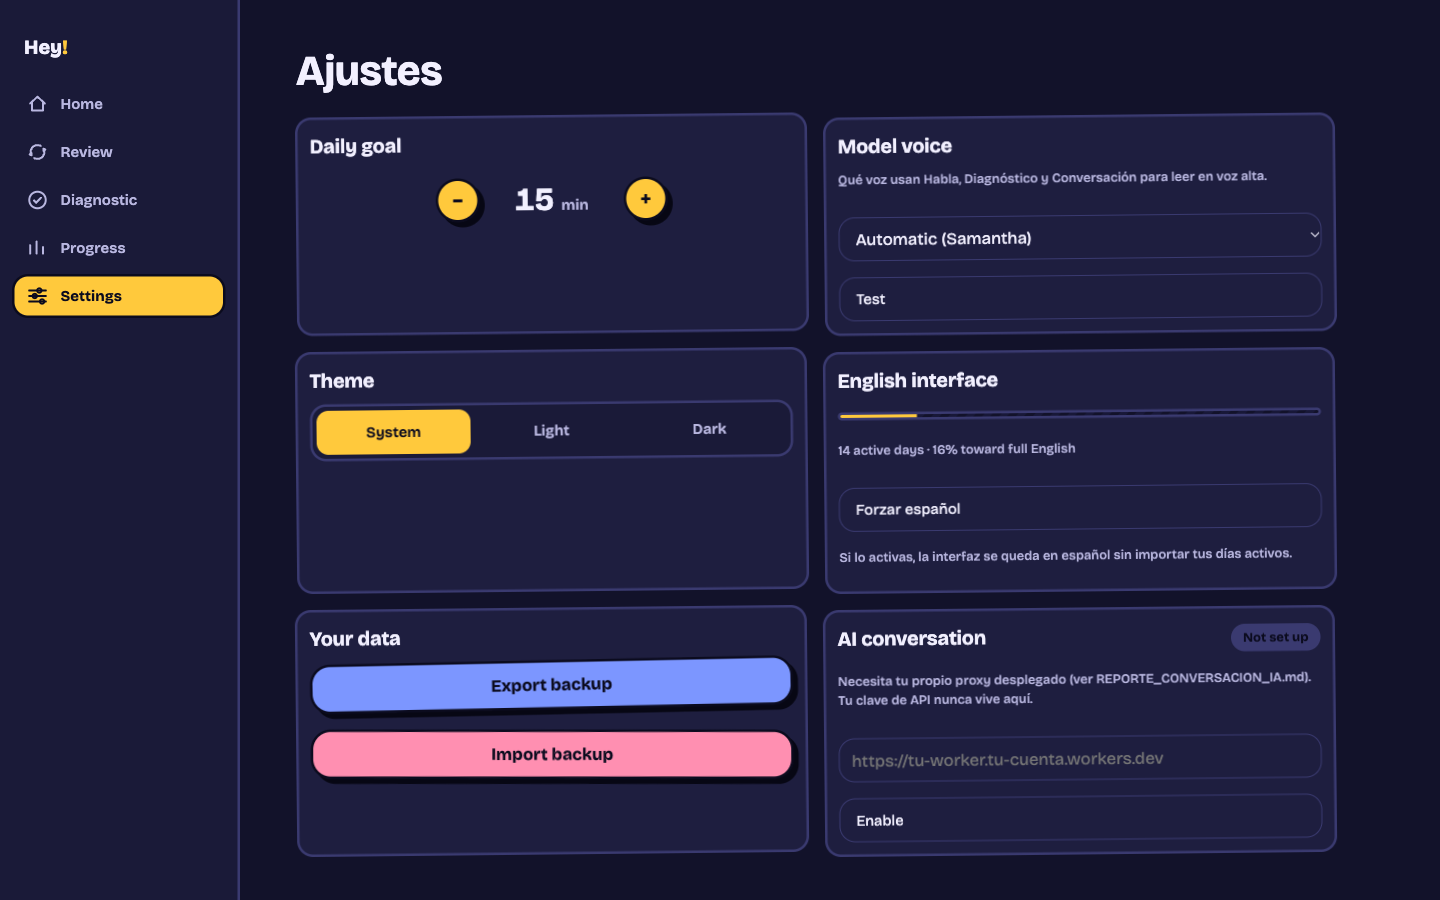 Hey!
Home
Review
Diagnostic
Progress
Settings
Ajustes
Daily goal
-
15 min
+
Model voice
Qué voz usan Habla, Diagnóstico y Conversación para leer en voz alta.
Automatic (Samantha)
Test
Theme
System
Light
Dark
English interface
14 active days · 16% toward full English
Forzar español
Si lo activas, la interfaz se queda en español sin importar tus días activos.
Your data
Export backup
Import backup
AI conversation
Not set up
Necesita tu propio proxy desplegado (ver REPORTE_CONVERSACION_IA.md).
Tu clave de API nunca vive aquí.
https://tu-worker.tu-cuenta.workers.dev
Enable